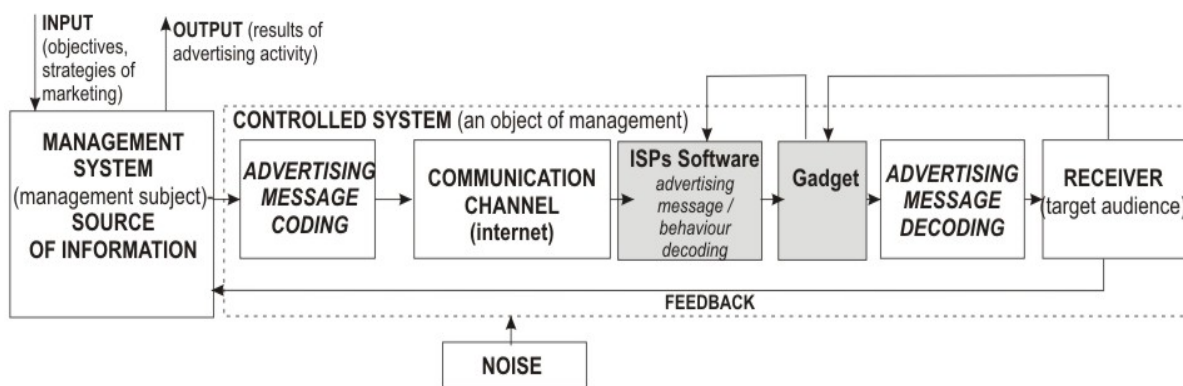 INPUT
(objectives,
strategies of
marketing)
OUTPUT (results of
advertising activity)
MANAGEMENT
SYSTEM
(management subject)
SOURCE
OF INFORMATION
CONTROLLED SYSTEM (an object of management)
ADVERTISING
MESSAGE
CODING
COMMUNICATION
CHANNEL
(internet)
ISPs Software
advertising
message /
behaviour
decoding
Gadget
ADVERTISING
MESSAGE
DECODING
RECEIVER
(target audience)
FEEDBACK
NOISE